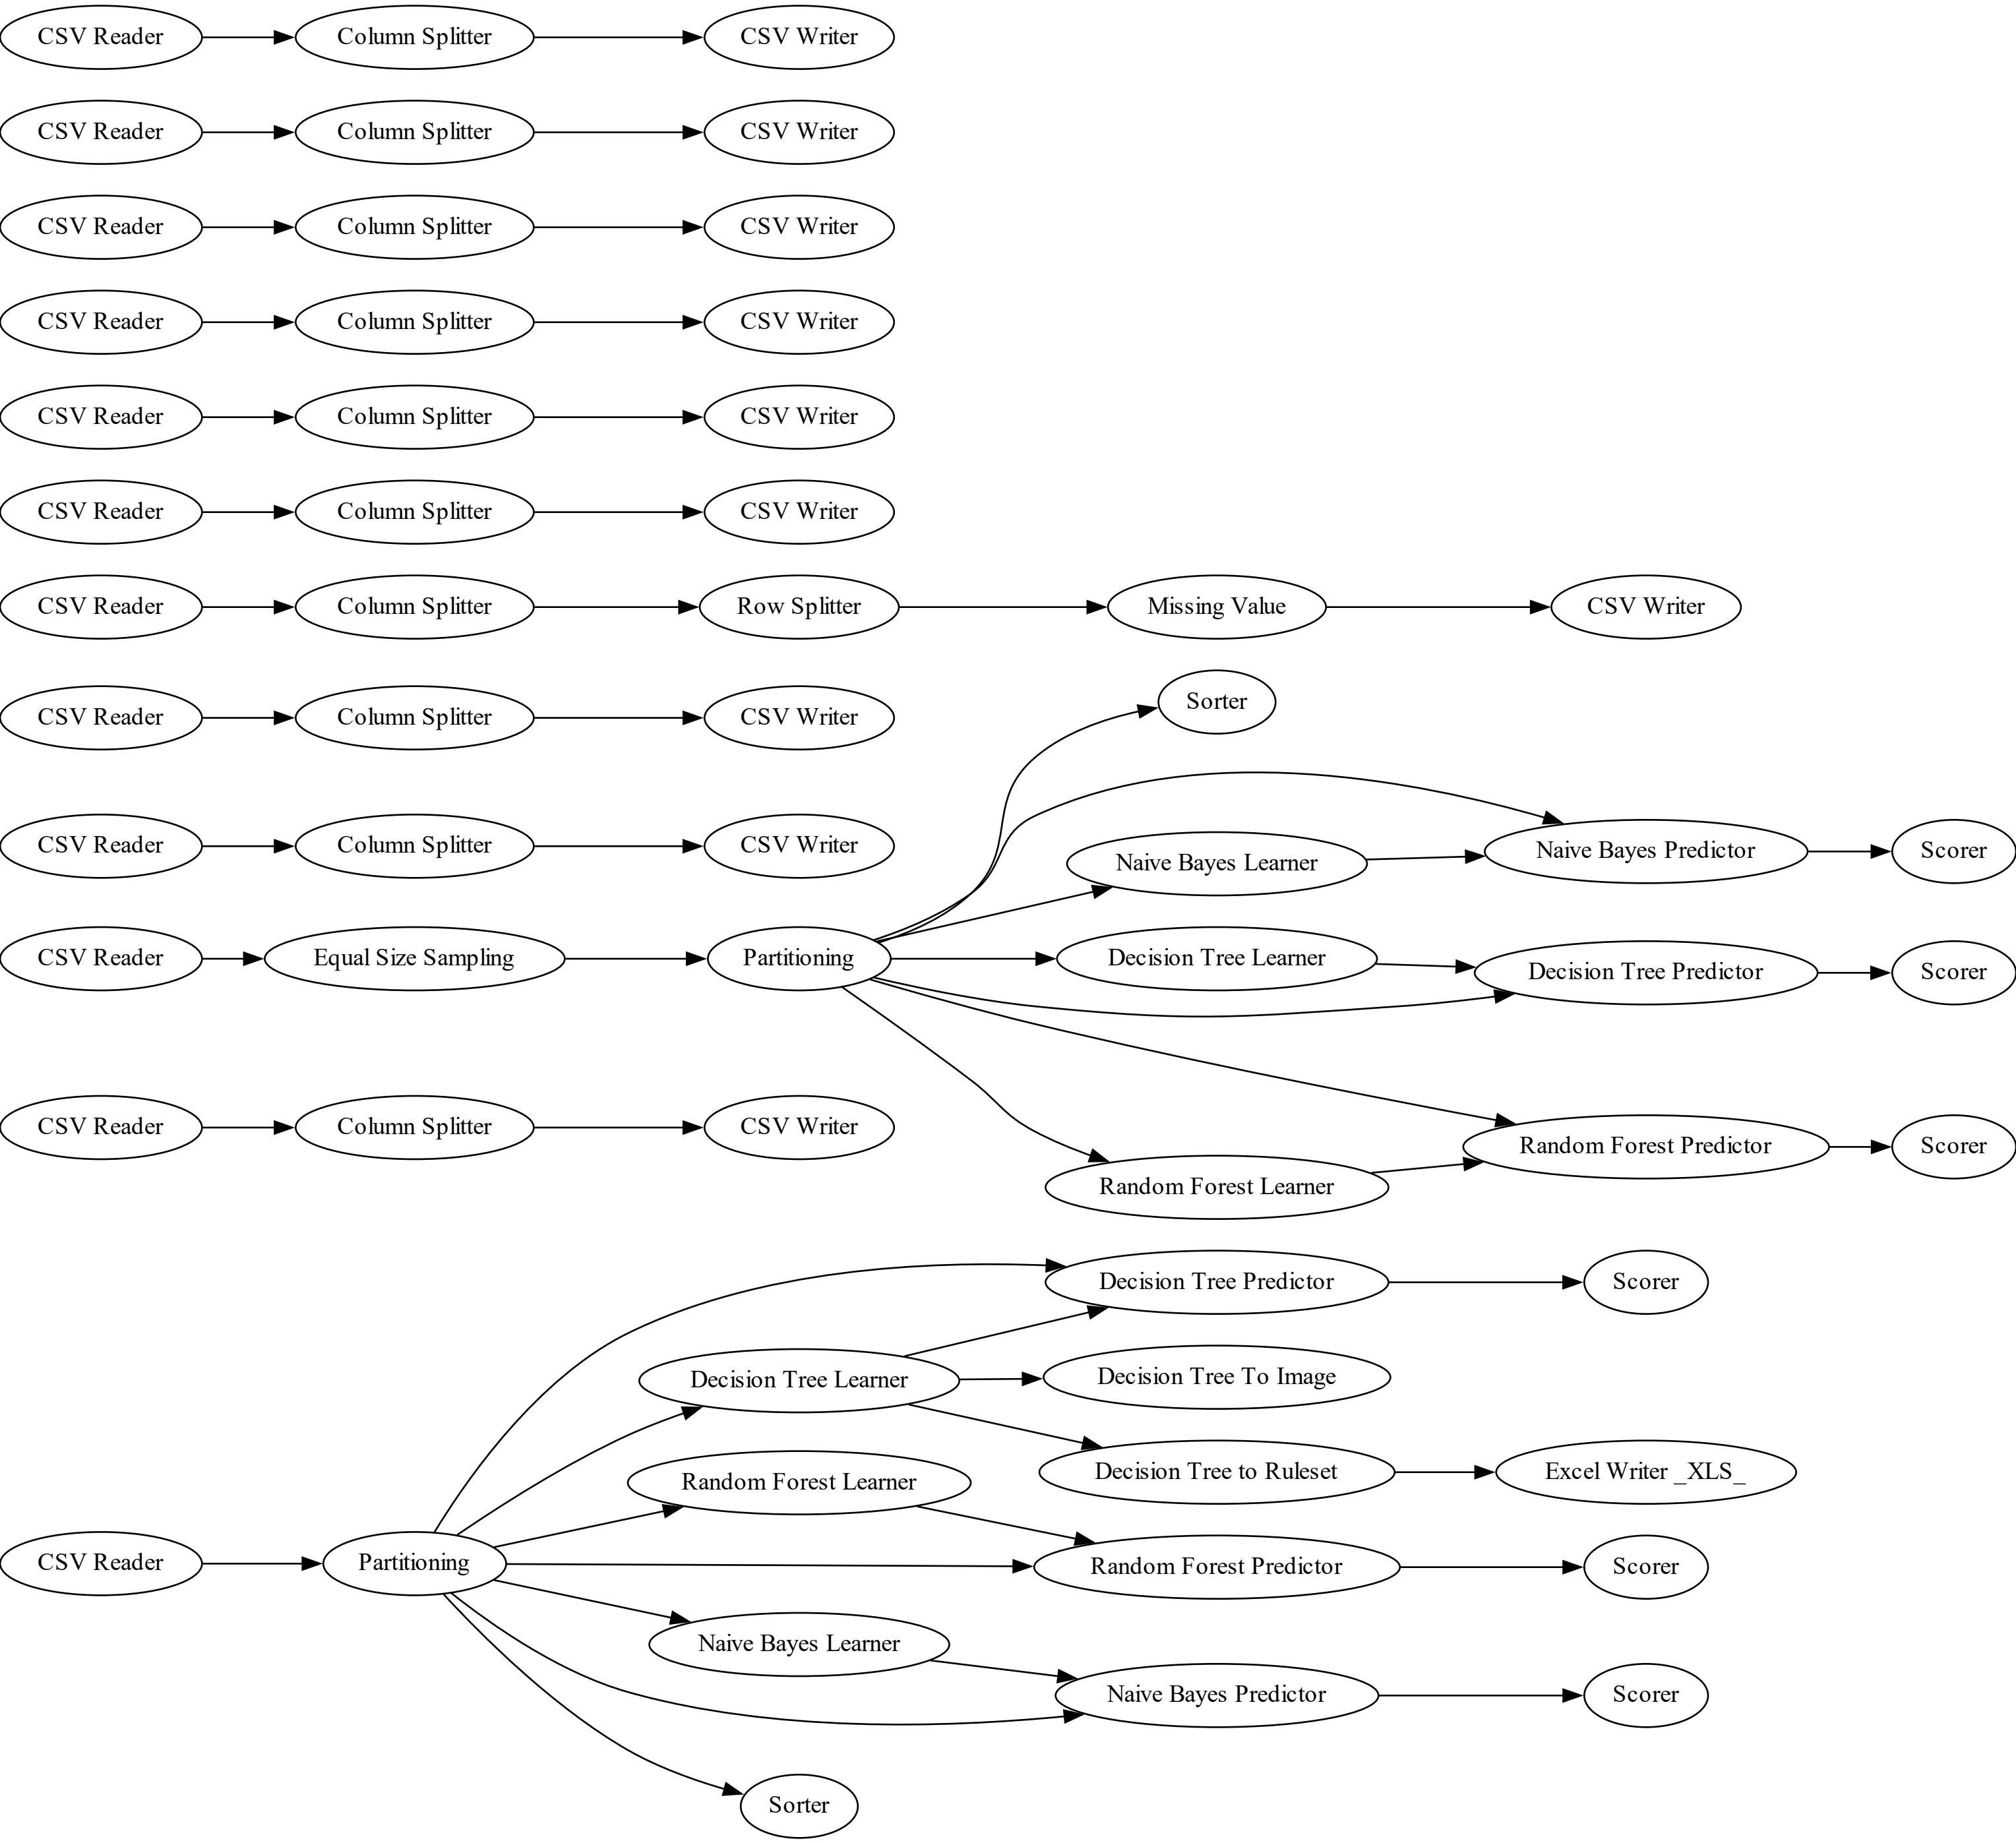 CSV Reader Column Splitter CSV Writer
CSV Reader Column Splitter CSV Writer
CSV Reader Column Splitter CSV Writer
CSV Reader Column Splitter CSV Writer
CSV Reader Column Splitter CSV Writer
CSV Reader Column Splitter CSV Writer
CSV Reader Column Splitter Row Splitter Missing Value CSV Writer
Sorter
CSV Reader Column Splitter CSV Writer
CSV Reader Column Splitter CSV Writer
Naive Bayes Learner Naive Bayes Predictor Scorer
CSV Reader Equal Size Sampling Partitioning Decision Tree Learner
Decision Tree Predictor Scorer
CSV Reader Column Splitter CSV Writer
Random Forest Predictor Scorer
Random Forest Learner
Decision Tree Predictor Scorer
Decision Tree Learner Decision Tree To Image
Decision Tree to Ruleset Excel Writer _XLS_
Random Forest Learner
CSV Reader Partitioning Random Forest Predictor Scorer
Naive Bayes Learner
Naive Bayes Predictor Scorer
Sorter